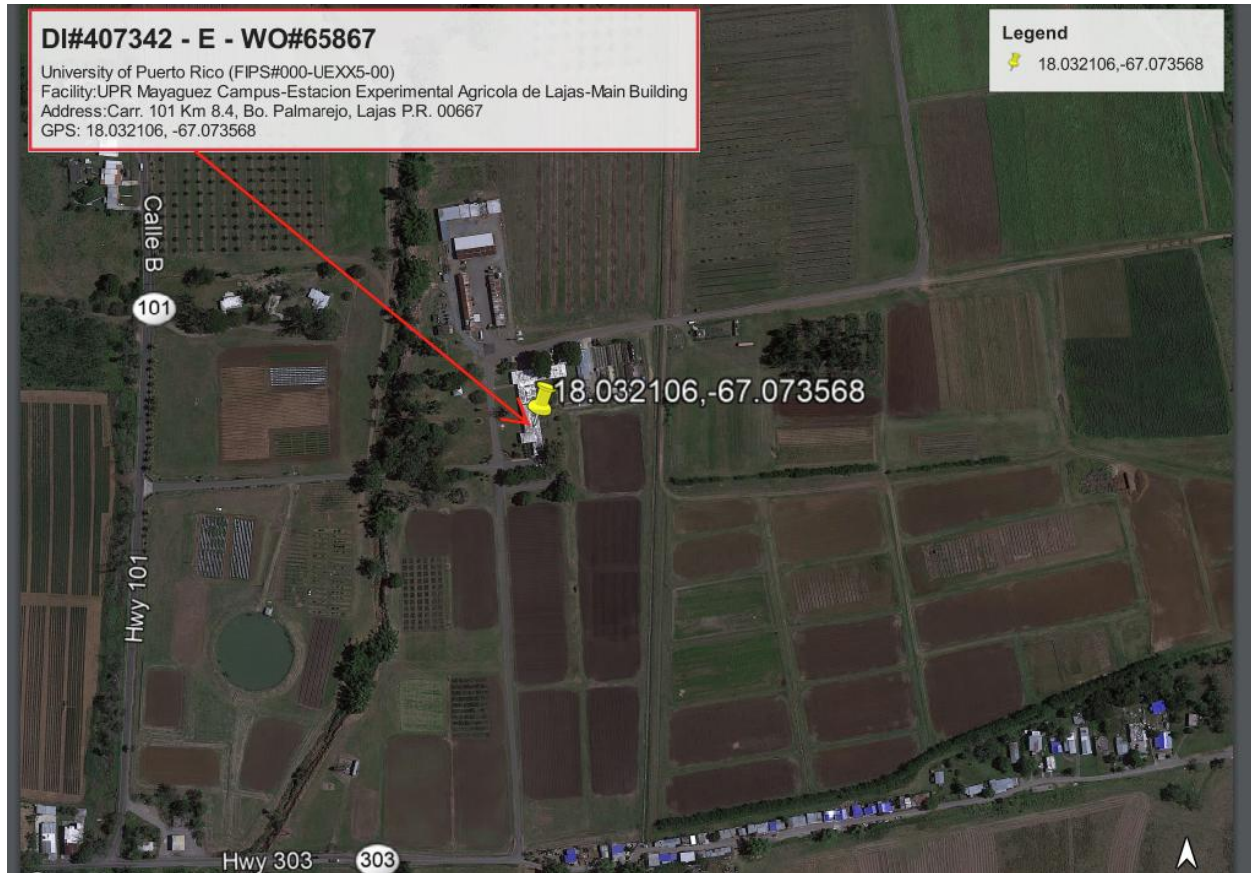 DI#407342 - E - WO#65867
University of Puerto Rico (FIPS#000-UEXX5-00)
Facility:UPR Mayaguez Campus-Estacion Experimental Agricola de Lajas-Main Building
Address:Carr. 101 Km 8.4, Bo. Palmarejo, Lajas P.R. 00667
GPS: 18.032106, -67.073568
Legend
18.032106,-67.073568
Calle B
101
18.032106,-67.073568
Hwy 101
Hwy 303
303